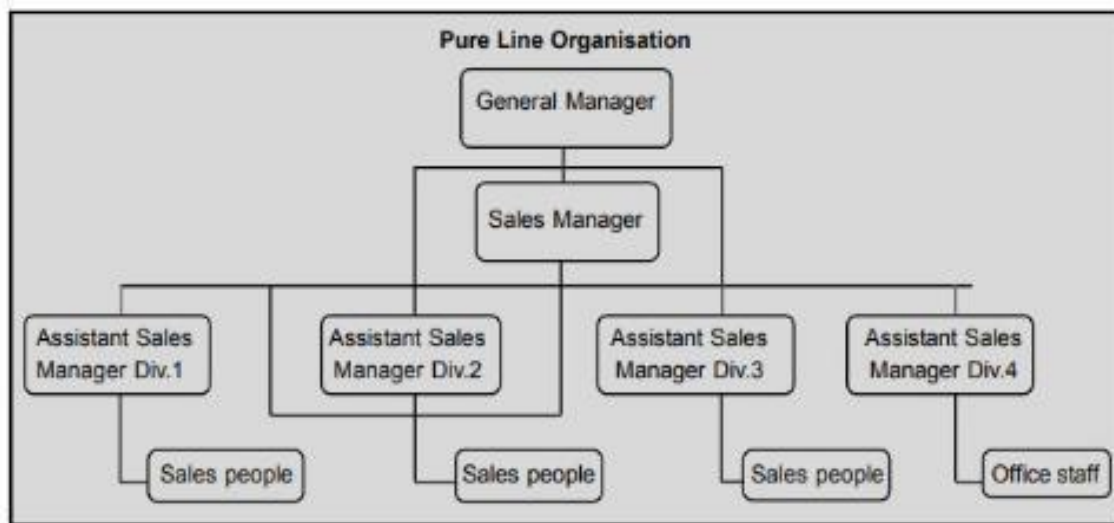 Pure Line Organisation
General Manager
Sales Manager
Assistant Sales
Manager Div.1
Assistant Sales
Manager Div.2
Assistant Sales
Manager Div.3
Assistant Sales
Manager Div.4
Sales people
Sales people
Sales people
Office staff